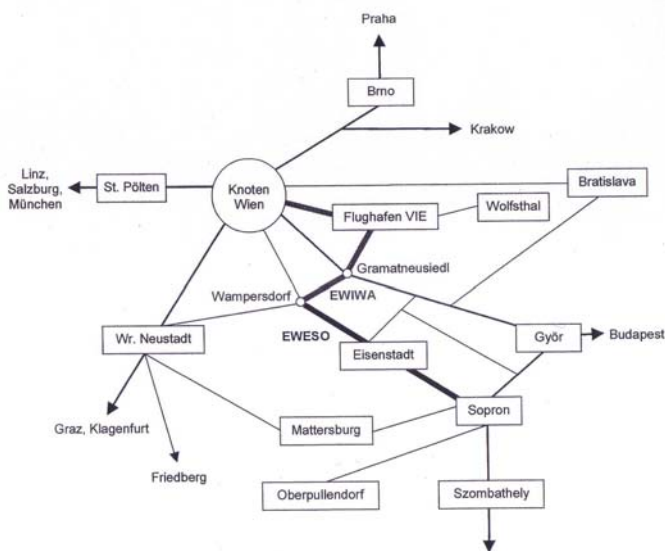 Praha
Brno
Krakow
Linz,
Salzburg,
München
St. Pölten
Knoten
Wien
Bratislava
Flughafen VIE
Wolfsthal
Gramatneusiedl
Wampersdorf
EWIWA
EWESO
Wr. Neustadt
Eisenstadt
Györ
Budapest
Graz, Klagenfurt
Mattersburg
Sopron
Friedberg
Oberpullendorf
Szombathely